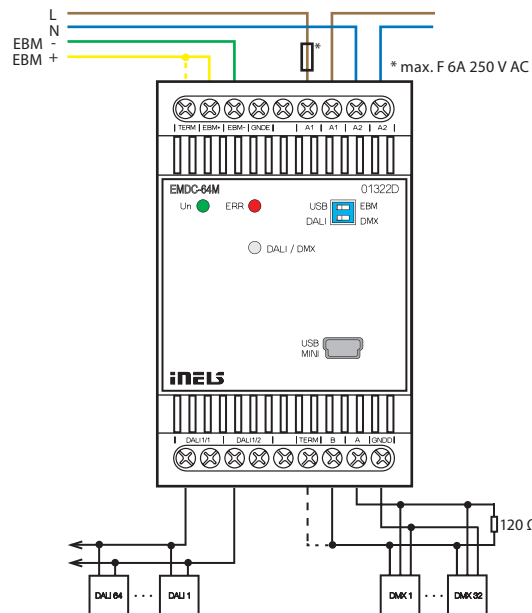 L
N
EBM -
EBM +
*
* max. F 6A 250 V AC
TERM EBM+ EBM- GNDE A1 A1 A2 A2
EMDC-64M 01322D
Un ERR USB EBM
DALI DMX
DALI / DMX
USB
MINI
iNELS
DALI1/1 DALI1/2 TERM B A GNDD
120 Ω
DALI 64 ... DALI 1 DMX 1 ... DMX 32